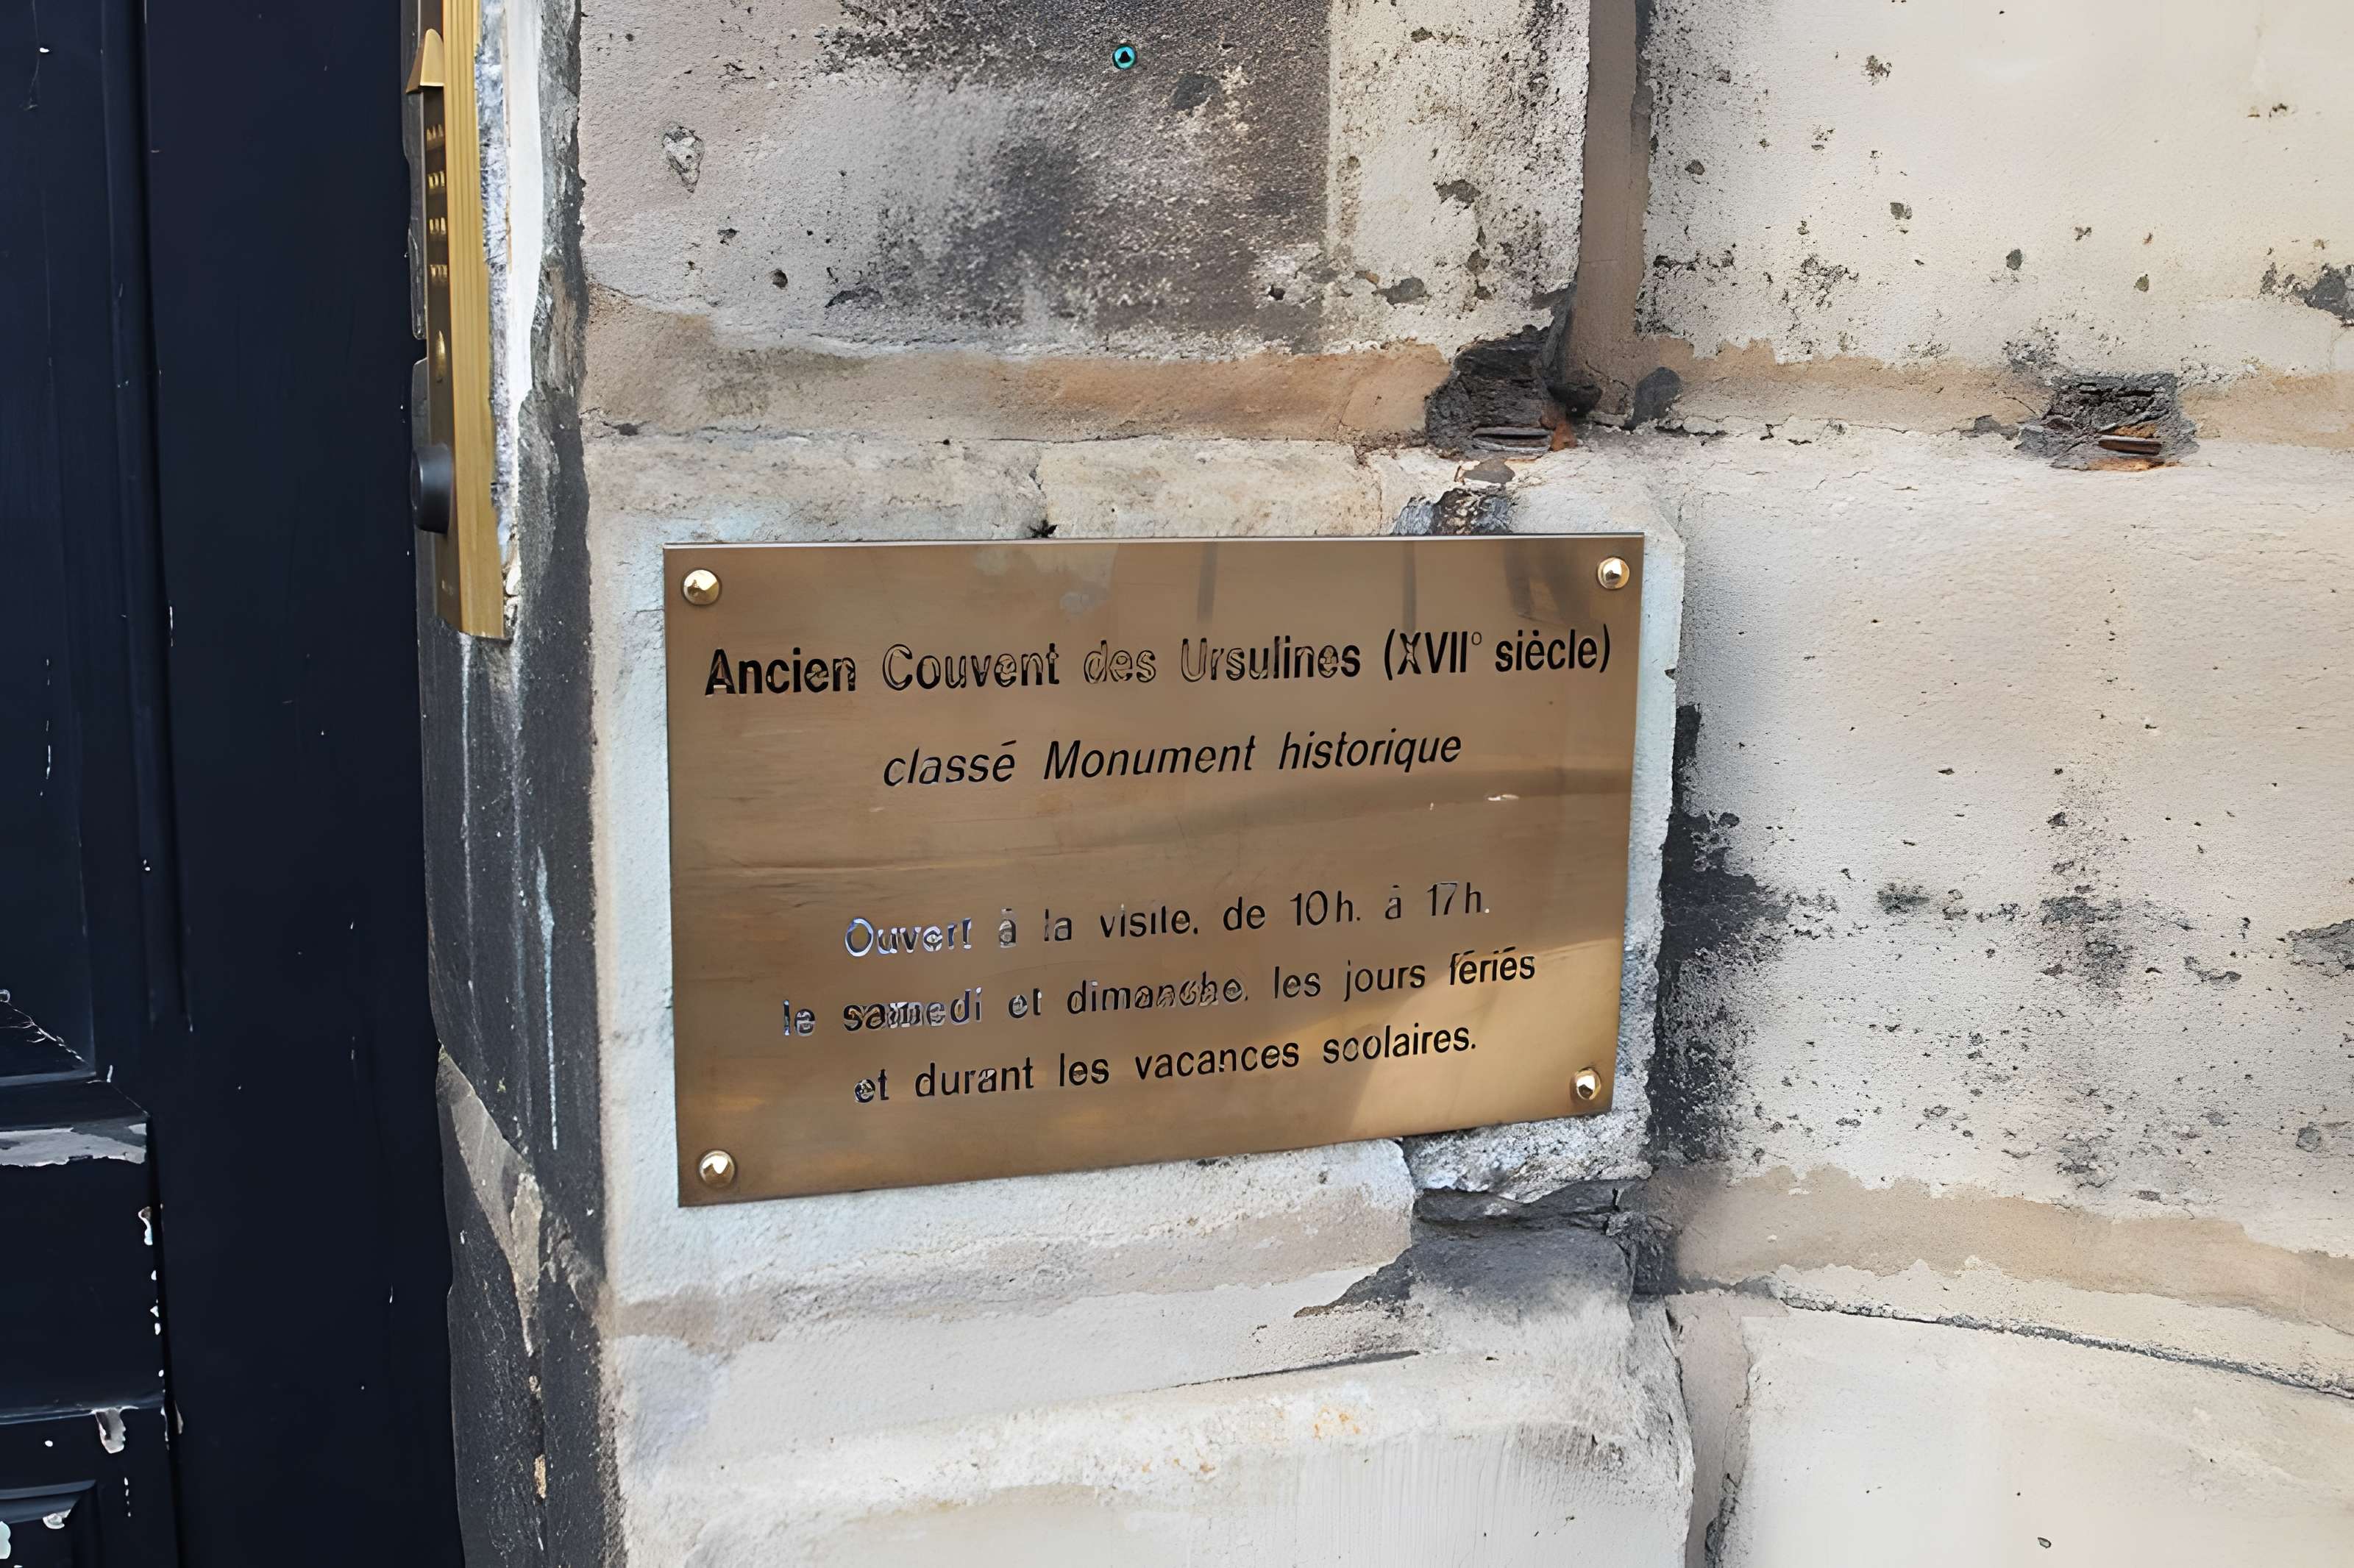 Ancien Couvent des Ursulines (XVII° siècle)
classé Monument historique
Ouvert à la visite, de 10h. à 17h.
le samedi et dimanche, les jours fériés
et durant les vacances scolaires.